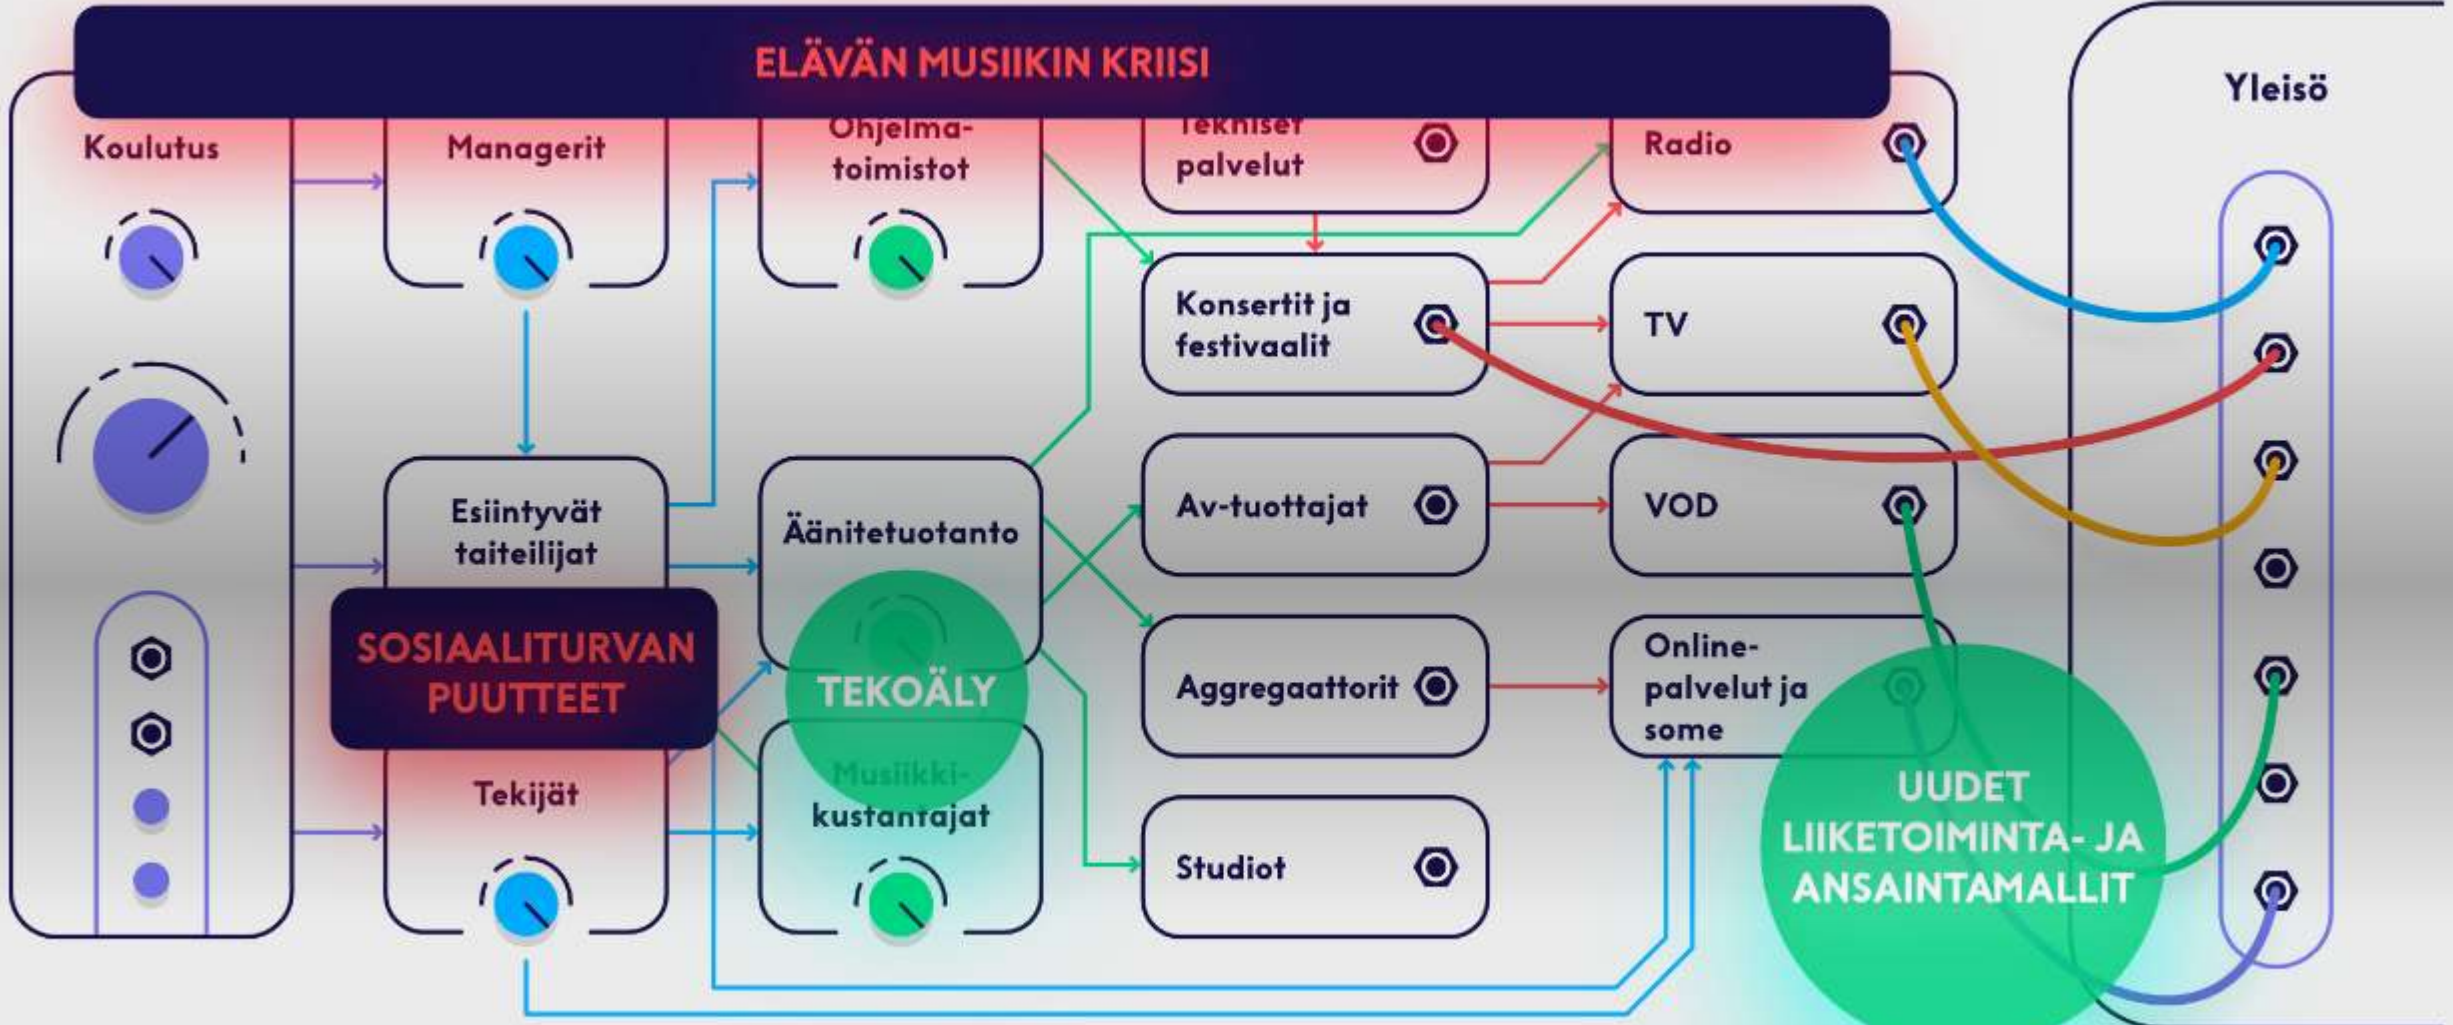 ELÄVÄN MUSIIKIN KRIISI
Yleisö
Koulutus
Managerit
Ohjelma-
toimistot
Tekniset
palvelut
Radio
Konsertit ja
festivaalit
TV
Esiintyvät
taiteilijat
Äänitetuotanto
Av-tuottajat
VOD
SOSIAALITURVAN
PUUTTEET
TEKOÄLY
Aggregaattorit
Online-
palvelut ja
some
Tekijät
Musiikki-
kustantajat
Studiot
UUDET
LIIKETOIMINTA- JA
ANSAINTAMALLIT